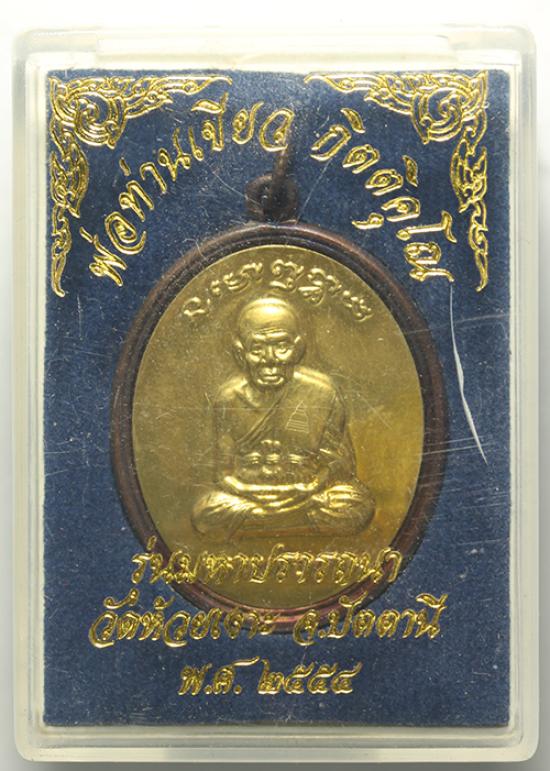 พ่อท่านเขียว กิตติคุโณ
รุ่นมหาปรารถนา
วัดห้วยเงาะ จ.ปัตตานี
พ.ศ. ๒๕๕๔